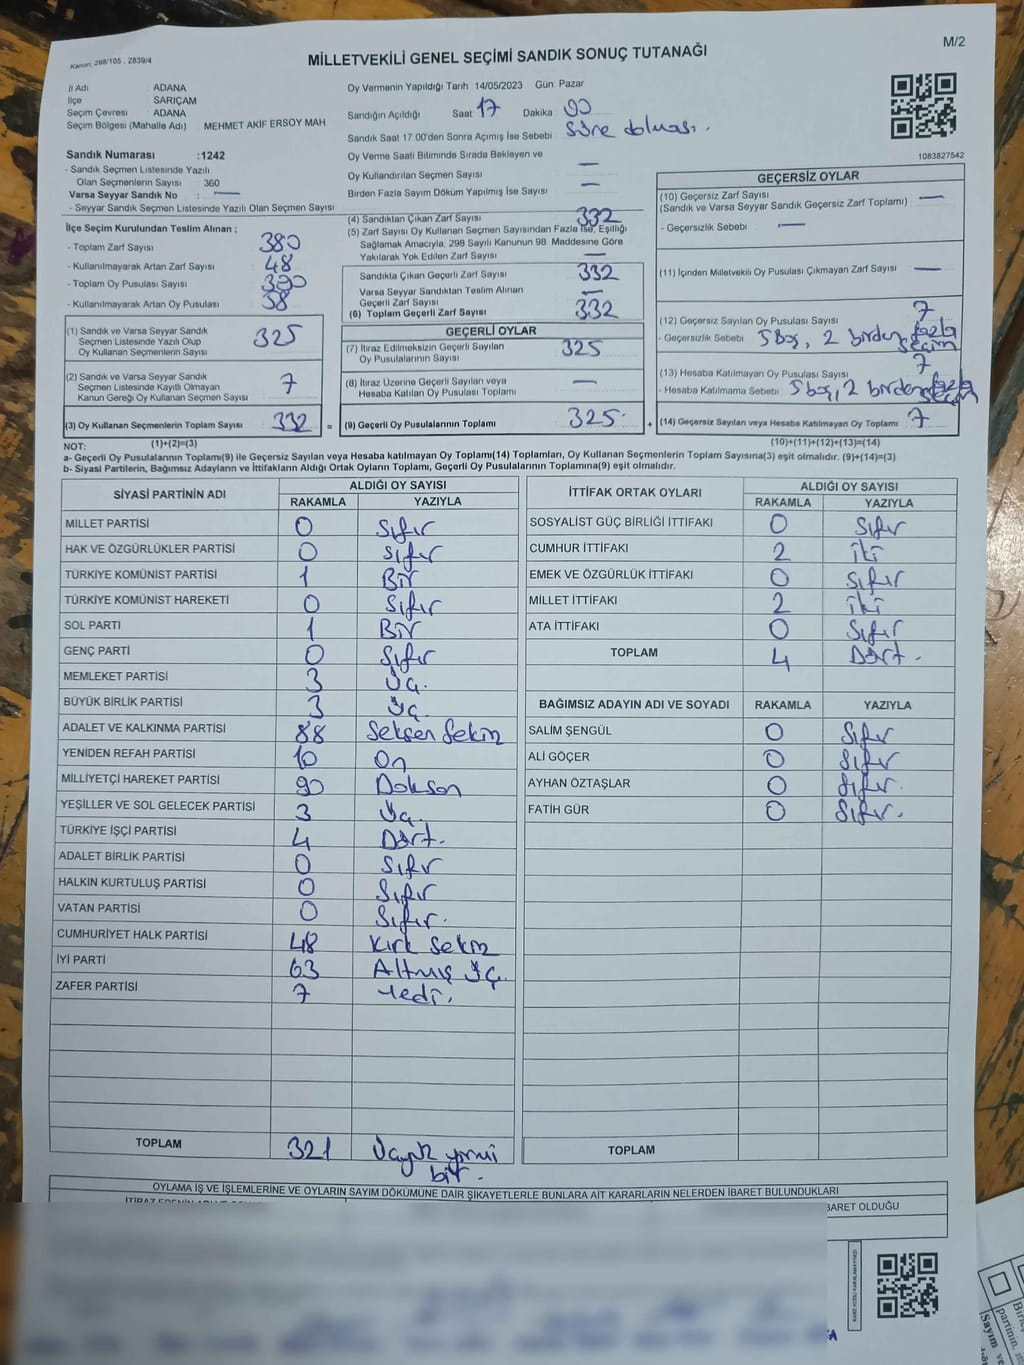 Kanun, 298/105 , 2839/4
MİLLETVEKİLİ GENEL SEÇİMİ SANDIK SONUÇ TUTANAĞI
M/2
İl Adı : ADANA
İlçe : SARIÇAM
Seçim Çevresi : ADANA
Seçim Bölgesi (Mahalle Adı) MEHMET AKİF ERSOY MAH
Oy Vermenin Yapıldığı Tarih 14/05/2023 Gün: Pazar
Sandığın Açıldığı Saat 17 Dakika
Sandık Saat 17.00'den Sonra Açımış İse Sebebi Süre dolması.
Oy Verme Saati Bitiminde Sırada Bekleyen ve
Oy Kullandırılan Seçmen Sayısı —
Birden Fazla Sayım Döküm Yapılmış İse Sayısı —
1083827542
Sandık Numarası :1242
- Sandık Seçmen Listesinde Yazılı
Olan Seçmenlerin Sayısı : 360
Varsa Seyyar Sandık No : —
- Seyyar Sandık Seçmen Listesinde Yazılı Olan Seçmen Sayısı
İlçe Seçim Kurulundan Teslim Alınan ;
- Toplam Zarf Sayısı 380
- Kullanılmayarak Artan Zarf Sayısı 48
- Toplam Oy Pusulası Sayısı
- Kullanılmayarak Artan Oy Pusulası
(1) Sandık ve Varsa Seyyar Sandık
Seçmen Listesinde Yazılı Olup
Oy Kullanan Seçmenlerin Sayısı 325
(2) Sandık ve Varsa Seyyar Sandık
Seçmen Listesinde Kayıtlı Olmayan
Kanun Gereği Oy Kullanan Seçmen Sayısı 7
(3) Oy Kullanan Seçmenlerin Toplam Sayısı 332 =
(4) Sandıktan Çıkan Zarf Sayısı 332
(5) Zarf Sayısı Oy Kullanan Seçmen Sayısından Fazla İse, Eşitliği
Sağlamak Amacıyla, 298 Sayılı Kanunun 98. Maddesine Göre
Yakılarak Yok Edilen Zarf Sayısı —
Sandıkta Çıkan Geçerli Zarf Sayısı 332
Varsa Seyyar Sandıktan Teslim Alınan
Geçerli Zarf Sayısı —
(6) Toplam Geçerli Zarf Sayısı 332
GEÇERLİ OYLAR
(7) İtiraz Edilmeksizin Geçerli Sayılan
Oy Pusulalarının Sayısı 325
(8) İtiraz Üzerine Geçerli Sayılan veya
Hesaba Katılan Oy Pusulaları Toplamı —
(9) Geçerli Oy Pusulalarının Toplamı 325 +
GEÇERSİZ OYLAR
(10) Geçersiz Zarf Sayısı
(Sandık ve Varsa Seyyar Sandık Geçersiz Zarf Toplamı) —
- Geçersizlik Sebebi : —
(11) İçinden Milletvekili Oy Pusulası Çıkmayan Zarf Sayısı —
(12) Geçersiz Sayılan Oy Pusulası Sayısı 7
- Geçersizlik Sebebi : 5 boş, 2 birden fazla seçim
(13) Hesaba Katılmayan Oy Pusulası Sayısı 7
- Hesaba Katılmama Sebebi : 5 boş, 2 birden fazla seçim
(14) Geçersiz Sayılan veya Hesaba Katılmayan Oy Toplamı 7
NOT: (1)+(2)=(3) (10)+(11)+(12)+(13)=(14)
a- Geçerli Oy Pusulalarının Toplamı(9) ile Geçersiz Sayılan veya Hesaba katılmayan Oy Toplamı(14) Toplamları, Oy Kullanan Seçmenlerin Toplam Sayısına(3) eşit olmalıdır. (9)+(14)=(3)
b- Siyasi Partilerin, Bağımsız Adayların ve İttifakların Aldığı Ortak Oyların Toplamı, Geçerli Oy Pusulalarının Toplamına(9) eşit olmalıdır.
SİYASİ PARTİNİN ADI ALDIĞI OY SAYISI
RAKAMLA YAZIYLA
MİLLET PARTİSİ 0 Sıfır
HAK VE ÖZGÜRLÜKLER PARTİSİ 0 Sıfır
TÜRKİYE KOMÜNİST PARTİSİ 1 Bir
TÜRKİYE KOMÜNİST HAREKETİ 0 Sıfır
SOL PARTİ 1 Bir
GENÇ PARTİ 0 Sıfır
MEMLEKET PARTİSİ 3 Üç.
BÜYÜK BİRLİK PARTİSİ 3 Üç.
ADALET VE KALKINMA PARTİSİ 88 Seksen Sekiz
YENİDEN REFAH PARTİSİ 10 On
MİLLİYETÇİ HAREKET PARTİSİ 90 Doksan
YEŞİLLER VE SOL GELECEK PARTİSİ 3 Üç.
TÜRKİYE İŞÇİ PARTİSİ 4 Dört.
ADALET BİRLİK PARTİSİ 0 Sıfır
HALKIN KURTULUŞ PARTİSİ 0 Sıfır
VATAN PARTİSİ 0 Sıfır.
CUMHURİYET HALK PARTİSİ 48 Kırk Sekiz
İYİ PARTİ 63 Altmış Üç.
ZAFER PARTİSİ 7 Yedi.
TOPLAM 321 Üçyüz yirmi bir.
İTTİFAK ORTAK OYLARI ALDIĞI OY SAYISI
RAKAMLA YAZIYLA
SOSYALİST GÜÇ BİRLİĞİ İTTİFAKI 0 Sıfır
CUMHUR İTTİFAKI 2 İki
EMEK VE ÖZGÜRLÜK İTTİFAKI 0 Sıfır
MİLLET İTTİFAKI 2 İki
ATA İTTİFAKI 0 Sıfır
TOPLAM 4 Dört.
BAĞIMSIZ ADAYIN ADI VE SOYADI RAKAMLA YAZIYLA
SALİM ŞENGÜL 0 Sıfır
ALİ GÖÇER 0 Sıfır
AYHAN ÖZTAŞLAR 0 Sıfır.
FATİH GÜR 0 Sıfır.
TOPLAM
OYLAMA İŞ VE İŞLEMLERİNE VE OYLARIN SAYIM DÖKÜMÜNE DAİR ŞİKAYETLERLE BUNLARA AİT KARARLARIN NELERDEN İBARET BULUNDUKLARI
BARET OLDUĞU